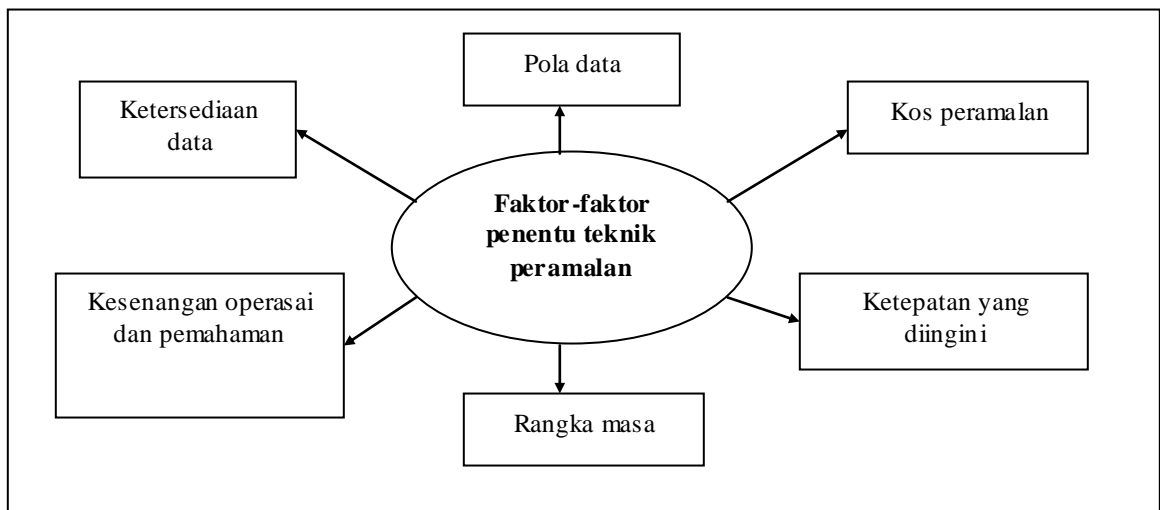 Pola data
Ketersediaan
data
Kos peramalan
Faktor-faktor
penentu teknik
peramalan
Kesenangan operasai
dan pemahaman
Ketepatan yang
diingini
Rangka masa